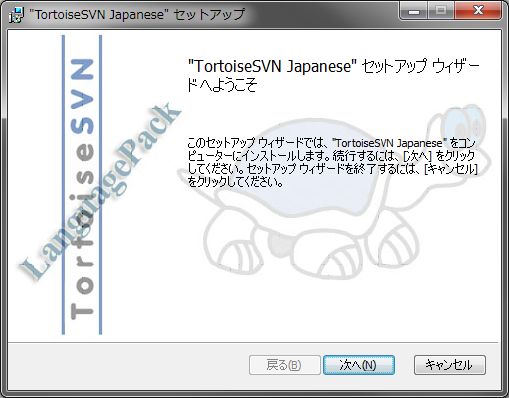 "TortoiseSVN Japanese" セットアップ
"TortoiseSVN Japanese" セットアップ ウィザー
ドへようこそ
このセットアップ ウィザードでは、"TortoiseSVN Japanese" をコン
ピューターにインストールします。続行するには、[次へ] をクリック
してください。セットアップ ウィザードを終了するには、[キャンセル]
をクリックしてください。
TortoiseSVN
LanguagePack
戻る(B)
次へ(N)
キャンセル